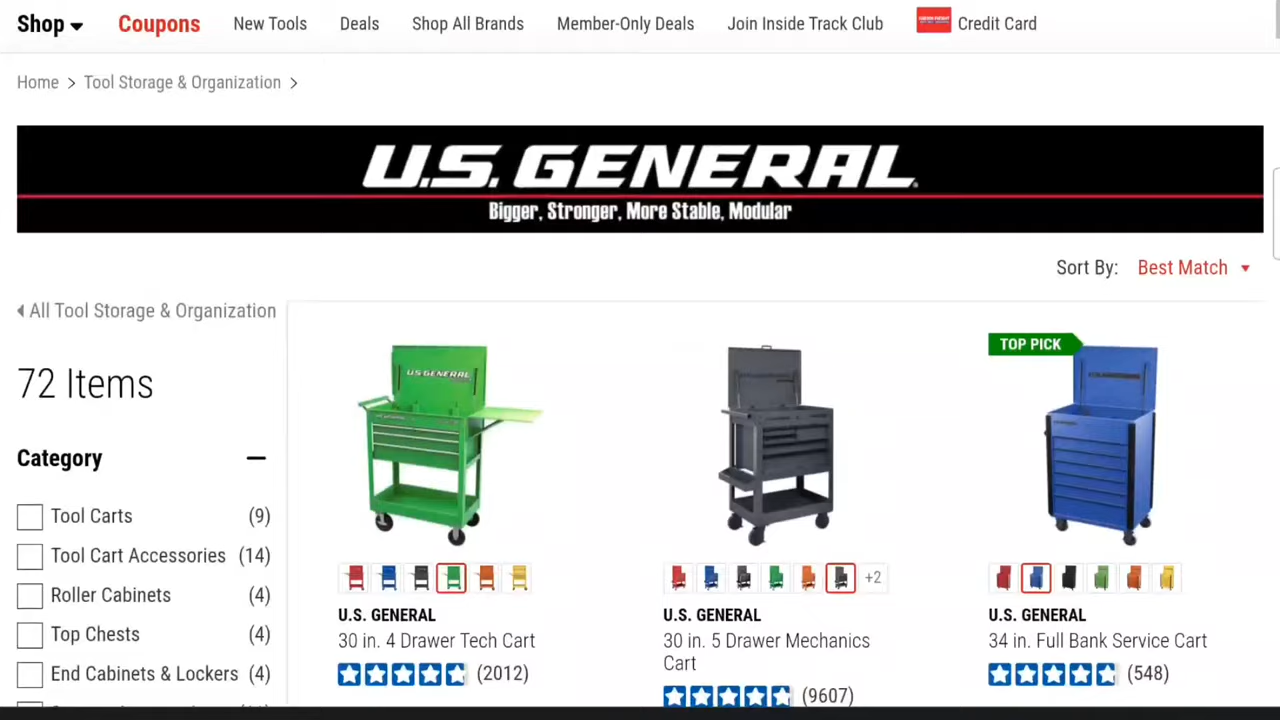 Shop
Coupons
New Tools
Deals
Shop All Brands
Member-Only Deals
Join Inside Track Club
Credit Card
Home > Tool Storage & Organization >
U.S. GENERAL
Bigger, Stronger, More Stable, Modular
Sort By: Best Match
All Tool Storage & Organization
72 Items
Category
Tool Carts (9)
Tool Cart Accessories (14)
Roller Cabinets (4)
Top Chests (4)
End Cabinets & Lockers (4)
U.S. GENERAL
U.S. GENERAL
30 in. 4 Drawer Tech Cart
(2012)
+2
U.S. GENERAL
30 in. 5 Drawer Mechanics
Cart
(9607)
TOP PICK
U.S. GENERAL
34 in. Full Bank Service Cart
(548)